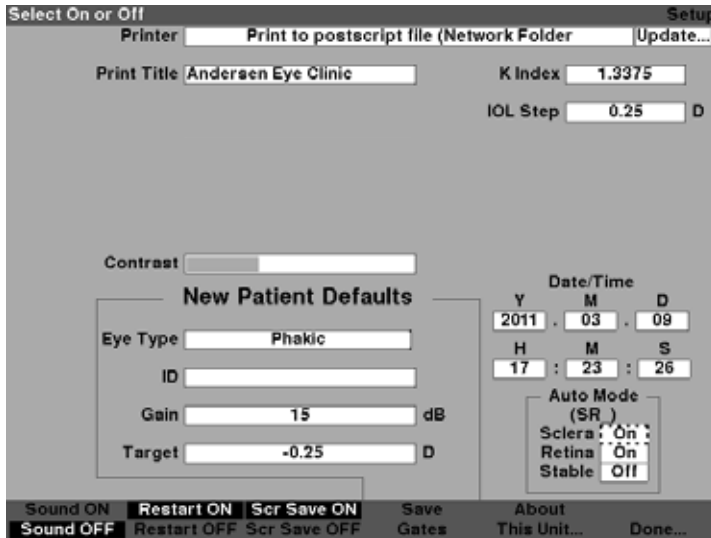 Select On or Off Setup
Printer Print to postscript file (Network Folder Update...
Print Title Andersen Eye Clinic K Index 1.3375
IOL Step 0.25 D
Contrast
Date/Time
New Patient Defaults
Y M D
2011 . 03 . 09
Eye Type Phakic
H M S
17 : 23 : 26
ID
Auto Mode
(SR_)
Gain 15 dB
Sclera On
Retina On
Target -0.25 D
Stable Off
Sound ON Restart ON Scr Save ON Save About
Sound OFF Restart OFF Scr Save OFF Gates This Unit... Done...